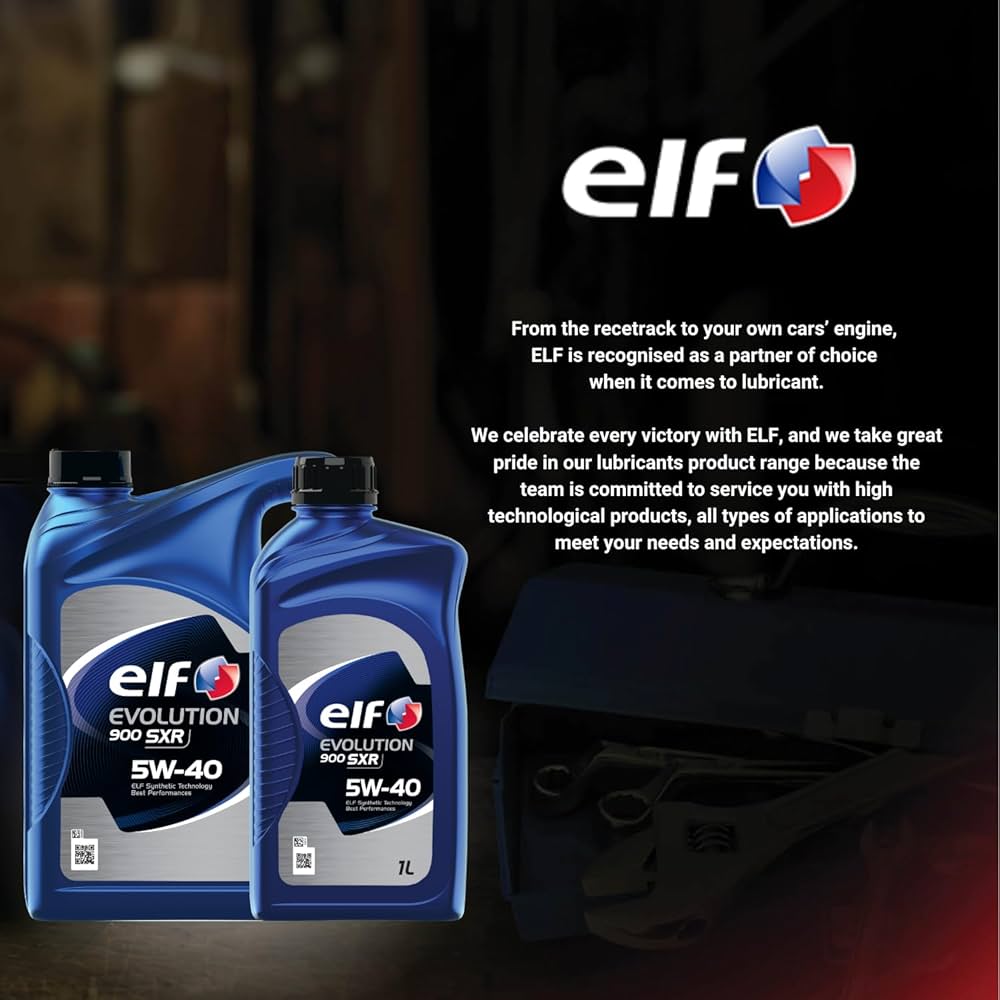 elf
From the recetrack to your own cars’ engine,
ELF is recognised as a partner of choice
when it comes to lubricant.
We celebrate every victory with ELF, and we take great
pride in our lubricants product range because the
team is committed to service you with high
technological products, all types of applications to
meet your needs and expectations.
elf
EVOLUTION
900 SXR
5W-40
ELF Synthetic Technology
Best Performances
elf
EVOLUTION
900 SXR
5W-40
ELF Synthetic Technology
Best Performances
1L